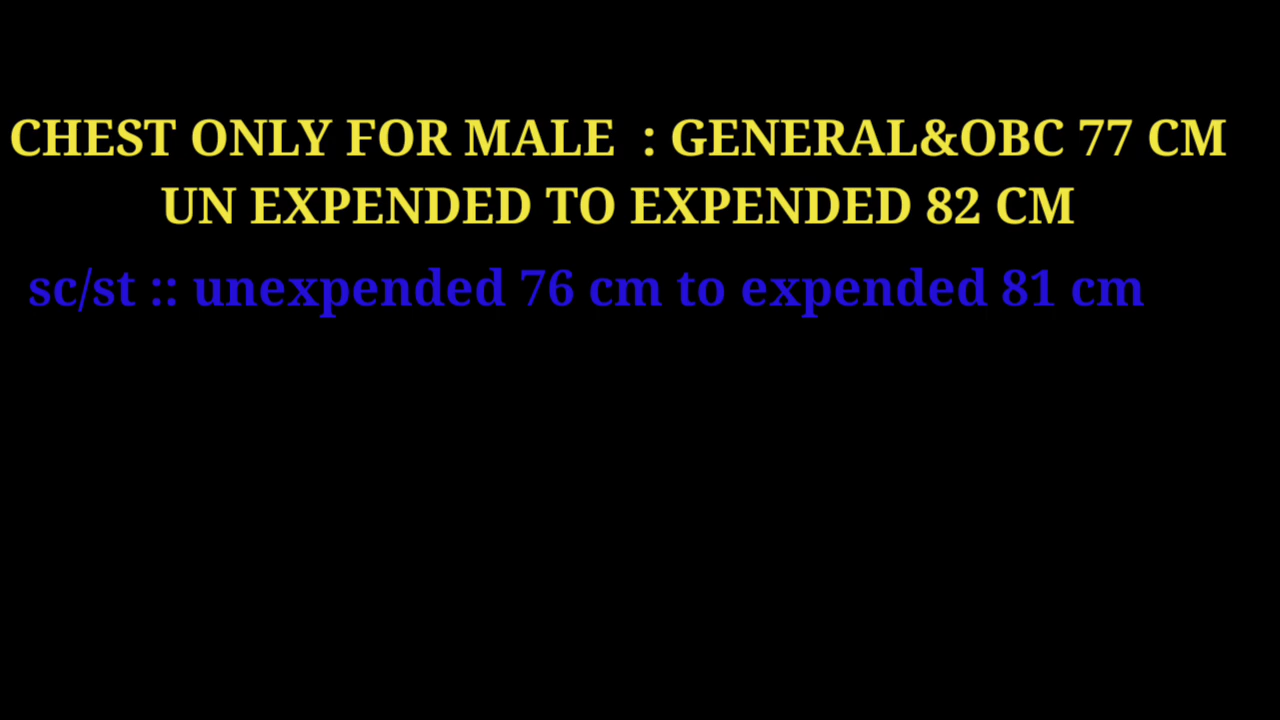 CHEST ONLY FOR MALE : GENERAL&OBC 77 CM
UN EXPENDED TO EXPENDED 82 CM
sc/st :: unexpended 76 cm to expended 81 cm